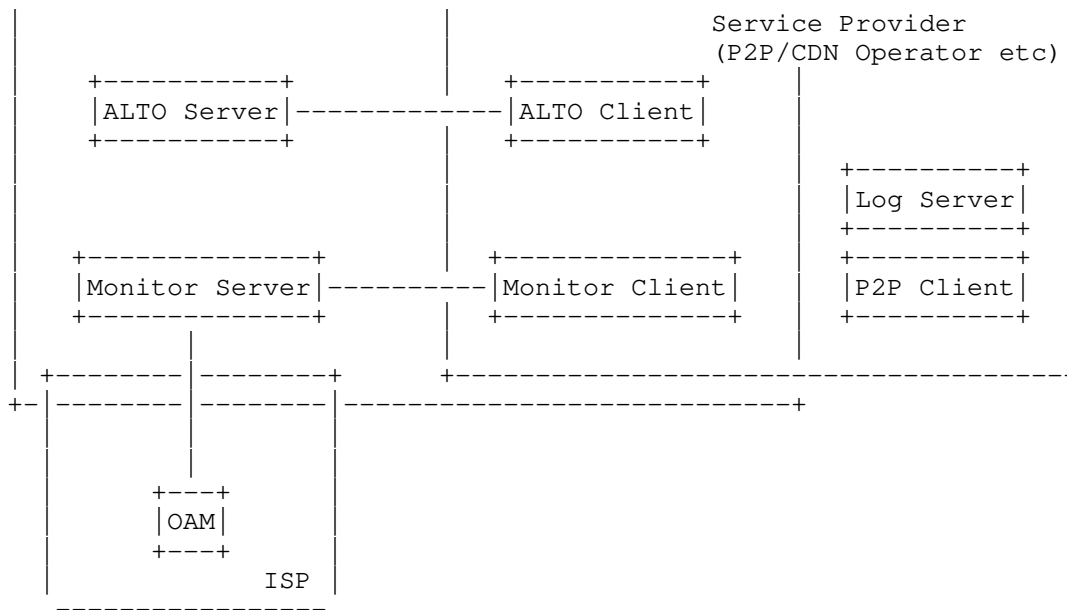 Service Provider
(P2P/CDN Operator etc)
ALTO Server
ALTO Client
Log Server
Monitor Server
Monitor Client
P2P Client
OAM
ISP